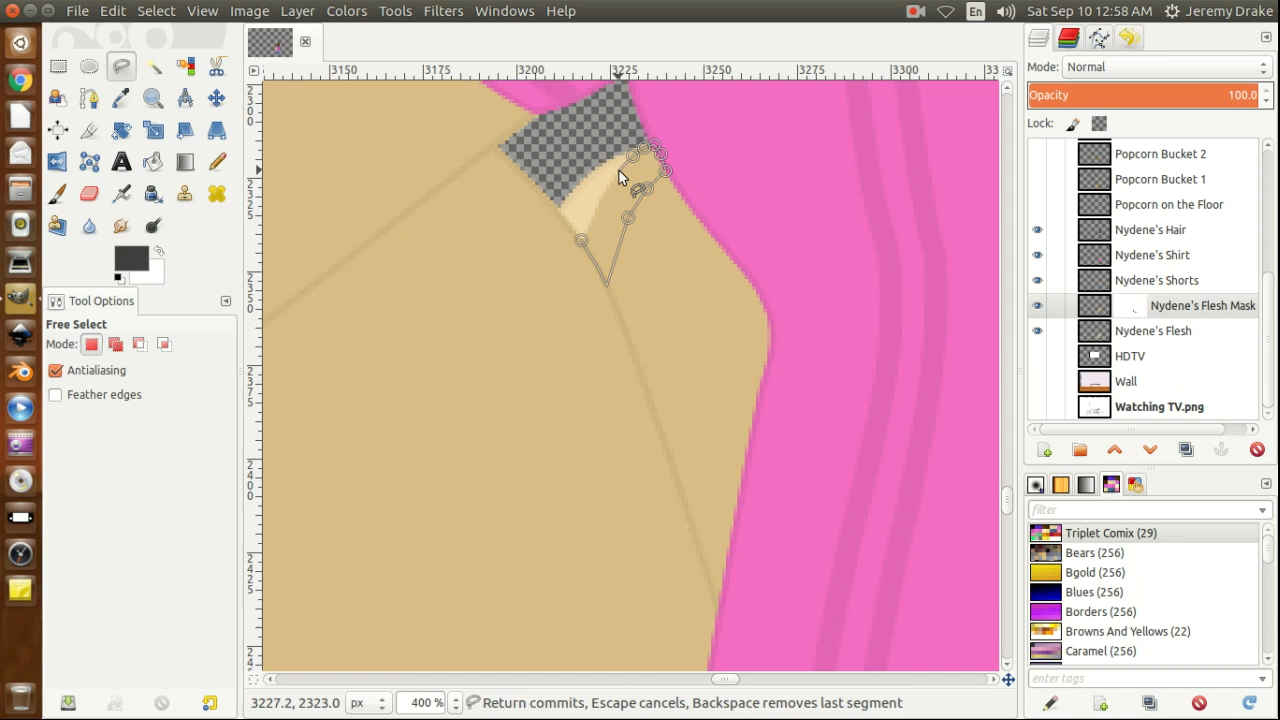 File Edit Select View Image Layer Colors Tools Filters Windows Help
En Sat Sep 10 12:58 AM Jeremy Drake
3150 3175 3200 3225 3250 3275 3300 33
Mode: Normal
Opacity 100.0
Lock:
Popcorn Bucket 2
Popcorn Bucket 1
Popcorn on the Floor
Nydene's Hair
Nydene's Shirt
Nydene's Shorts
Nydene's Flesh Mask
Nydene's Flesh
HDTV
Wall
Watching TV.png
Tool Options
Free Select
Mode:
Antialiasing
Feather edges
filter
Triplet Comix (29)
Bears (256)
Bgold (256)
Blues (256)
Borders (256)
Browns And Yellows (22)
Caramel (256)
enter tags
3227.2, 2323.0 px 400 % Return commits, Escape cancels, Backspace removes last segment